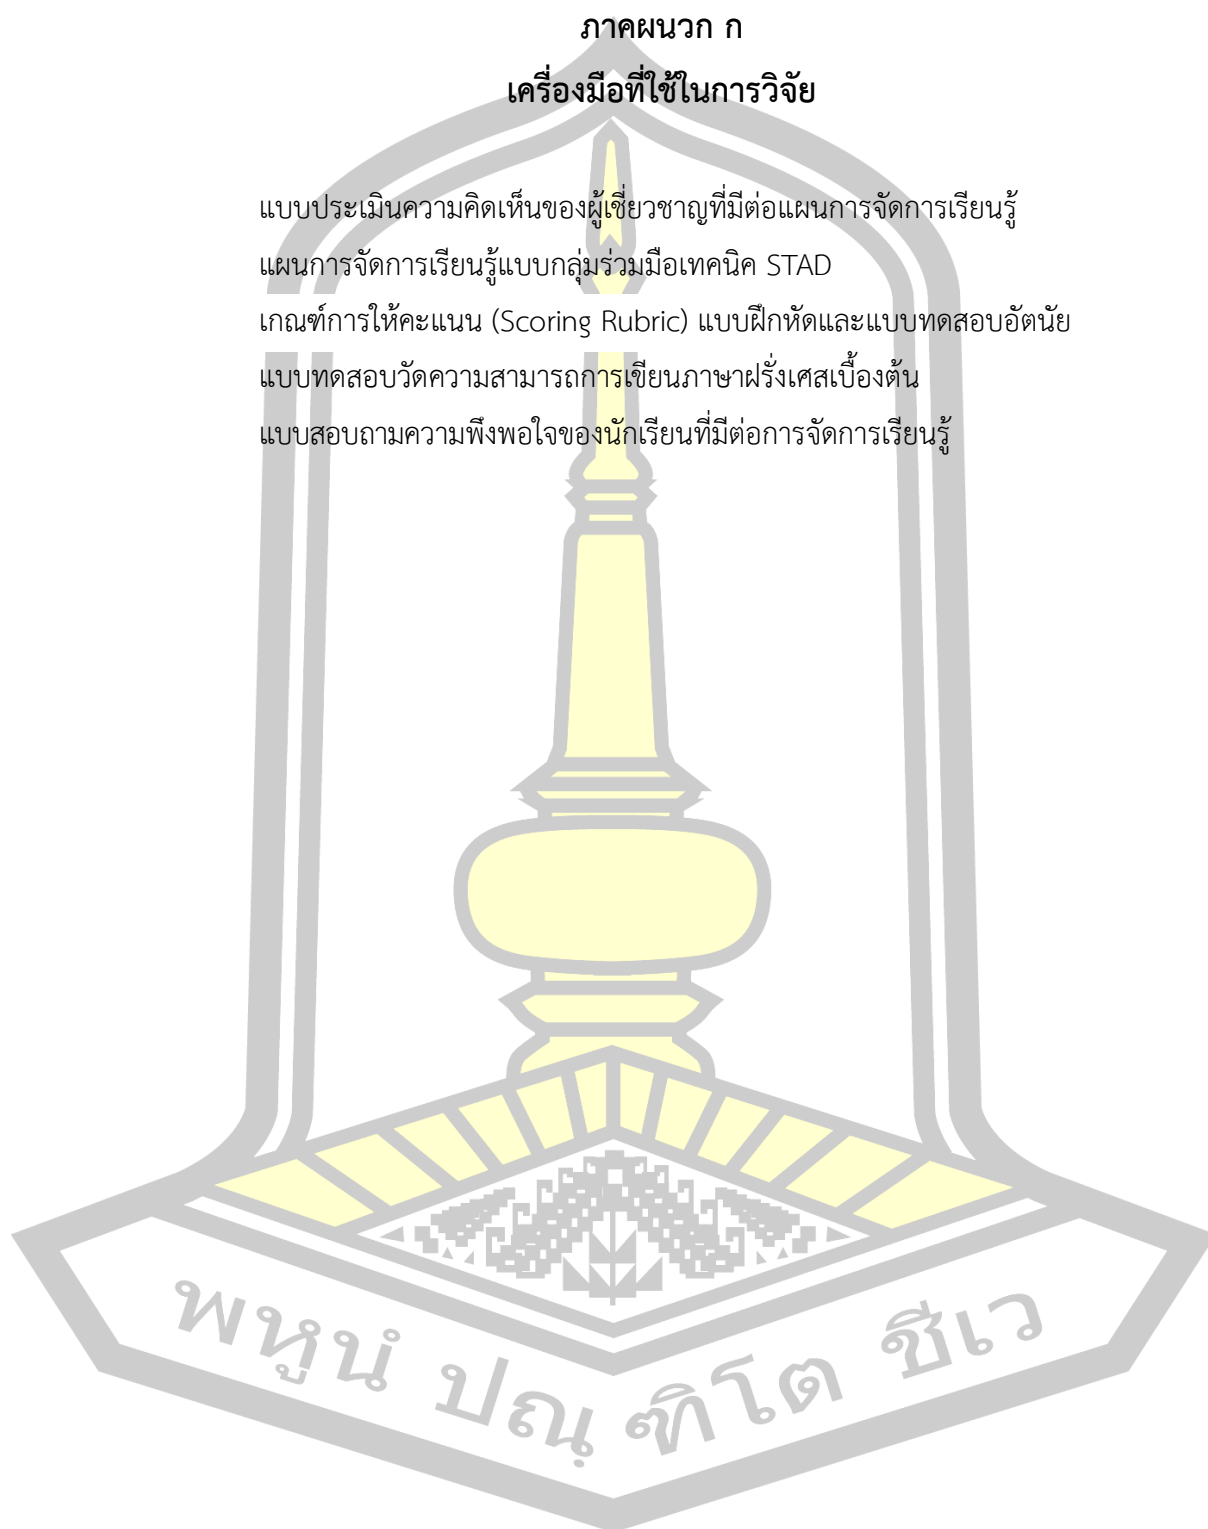 ภาคผนวก ก
เครื่องมือที่ใช้ในการวิจัย
แบบประเมินความคิดเห็นของผู้เชี่ยวชาญที่มีต่อแผนการจัดการเรียนรู้
แผนการจัดการเรียนรู้แบบกลุ่มร่วมมือเทคนิค STAD
เกณฑ์การให้คะแนน (Scoring Rubric) แบบฝึกหัดและแบบทดสอบอัตนัย
แบบทดสอบวัดความสามารถการเขียนภาษาฝรั่งเศสเบื้องต้น
แบบสอบถามความพึงพอใจของนักเรียนที่มีต่อการจัดการเรียนรู้
พหูนํ ปณฺ ฑิโต ชีเว